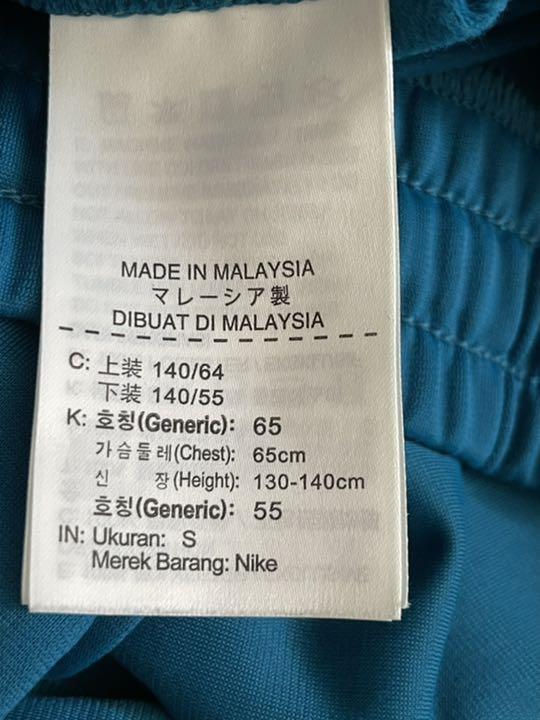 MADE IN MALAYSIA
マレーシア製
DIBUAT DI MALAYSIA
C: 上装 140/64
下装 140/55
K: 호칭(Generic): 65
가슴둘레(Chest): 65cm
신 장(Height): 130-140cm
호칭(Generic): 55
IN: Ukuran: S
Merek Barang: Nike